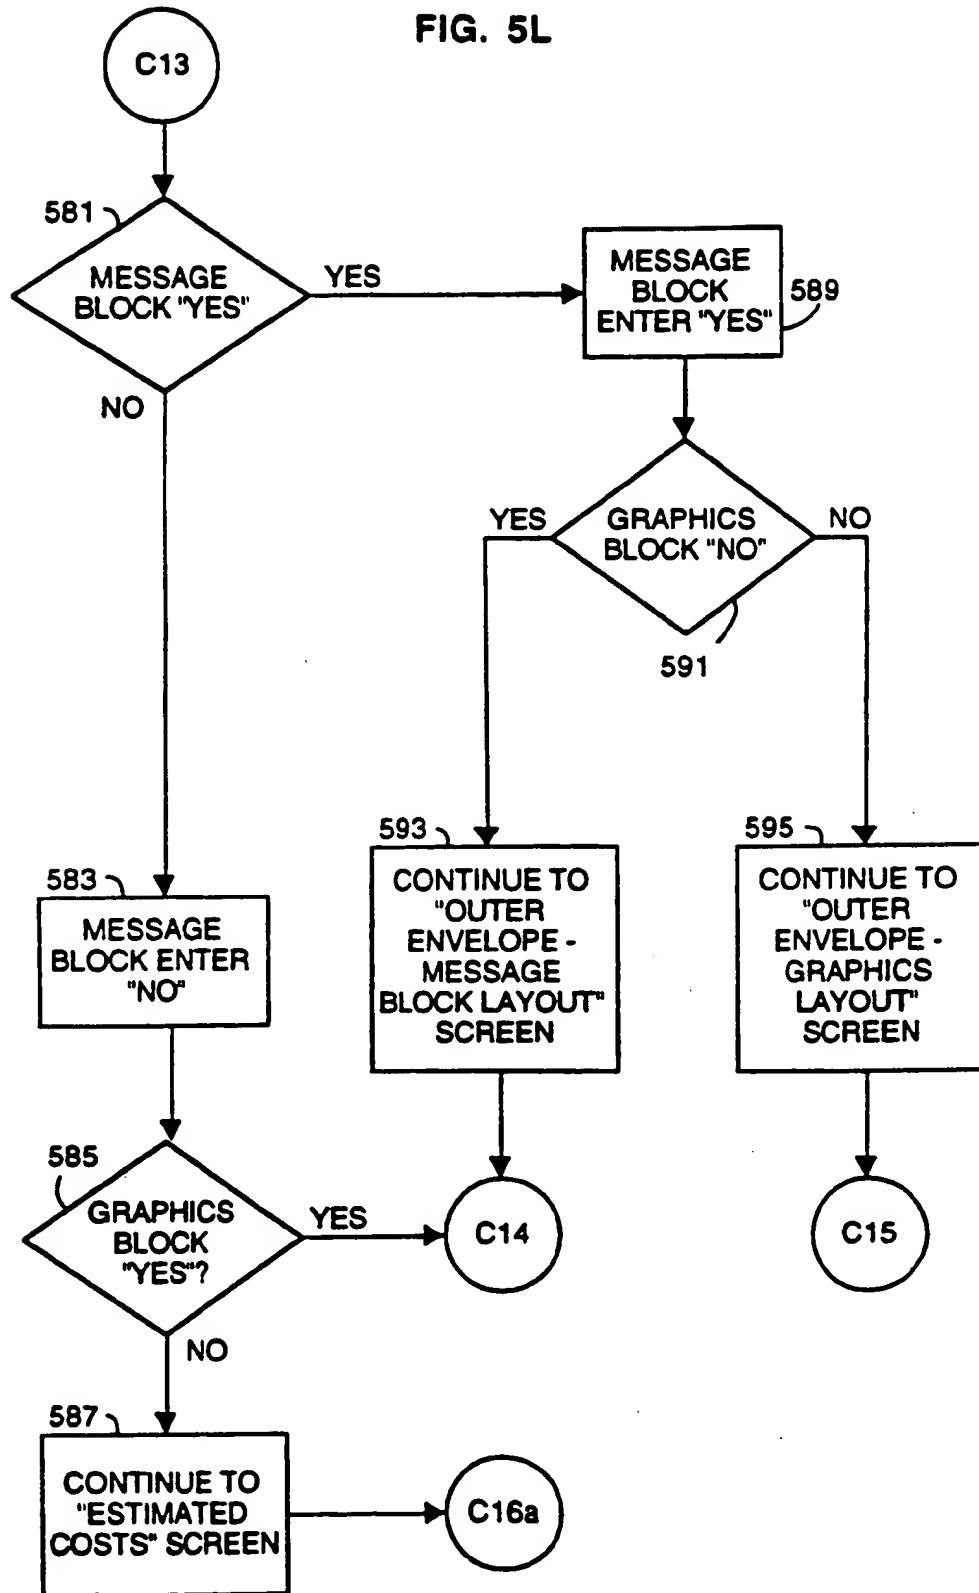 FIG. 5L
C13
581
MESSAGE
BLOCK "YES"
YES
NO
MESSAGE
BLOCK
ENTER "YES"
589
GRAPHICS
BLOCK "NO"
YES
NO
591
593
CONTINUE TO
"OUTER
ENVELOPE -
MESSAGE
BLOCK LAYOUT"
SCREEN
595
CONTINUE TO
"OUTER
ENVELOPE -
GRAPHICS
LAYOUT"
SCREEN
583
MESSAGE
BLOCK ENTER
"NO"
585
GRAPHICS
BLOCK
"YES"?
YES
NO
C14
C15
587
CONTINUE TO
"ESTIMATED
COSTS" SCREEN
C16a